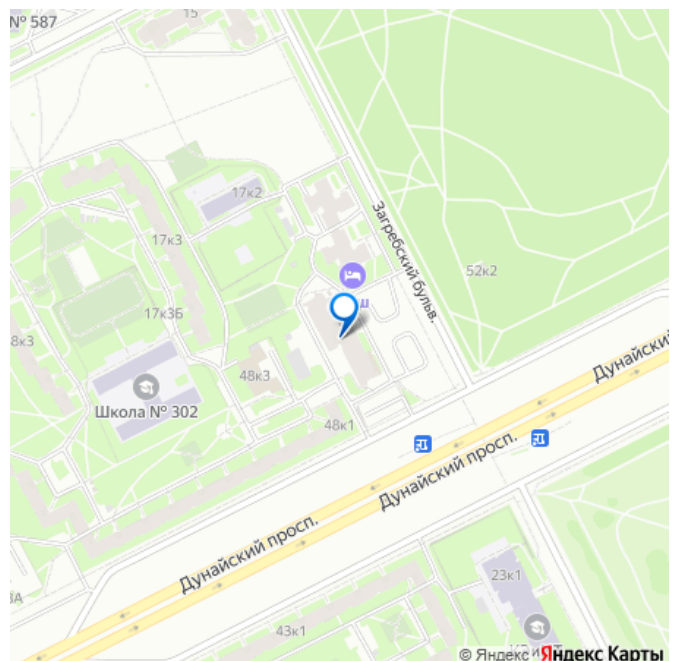 № 587
15
17к2
Загребский бульв.
17к3
52к2
17к3Б
8к3
Дунайский
48к3
Школа № 302
48к1
Дунайский просп.
Дунайский просп.
23к1
43к1
© Яндекс Яндекс Карты